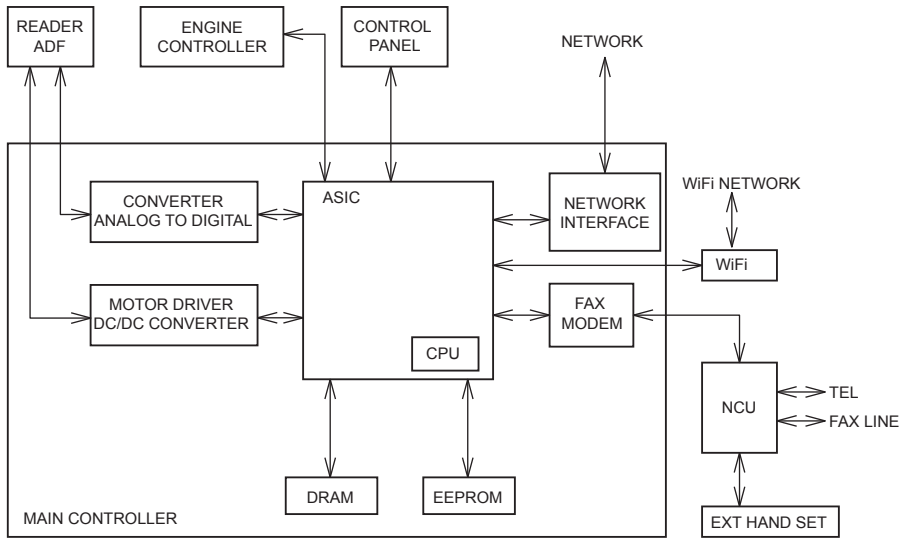 READER
ADF
ENGINE
CONTROLLER
CONTROL
PANEL
NETWORK
CONVERTER
ANALOG TO DIGITAL
ASIC
NETWORK
INTERFACE
WiFi NETWORK
WiFi
MOTOR DRIVER
DC/DC CONVERTER
FAX
MODEM
CPU
NCU
TEL
FAX LINE
DRAM
EEPROM
MAIN CONTROLLER
EXT HAND SET